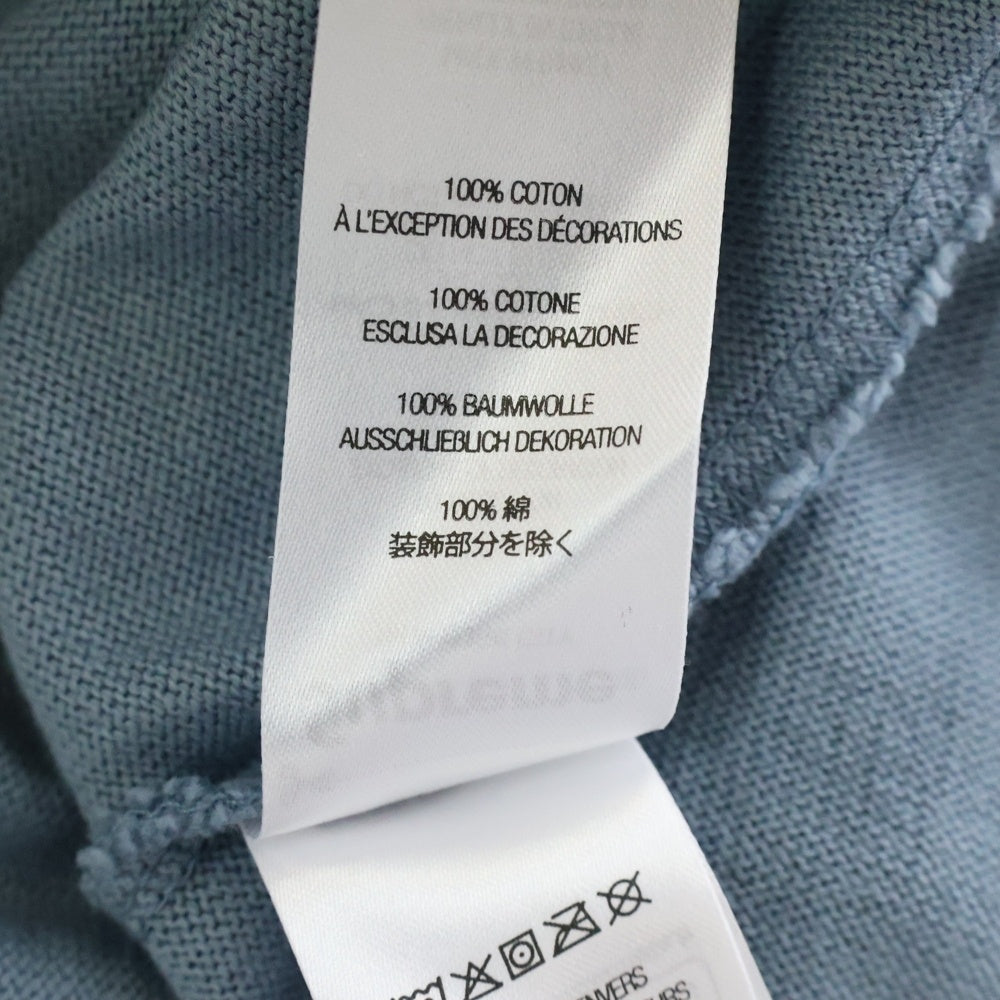 100% COTON
À L'EXCEPTION DES DÉCORATIONS
100% COTONE
ESCLUSA LA DECORAZIONE
100% BAUMWOLLE
AUSSCHLIEßLICH DEKORATION
100% 綿
装飾部分を除く